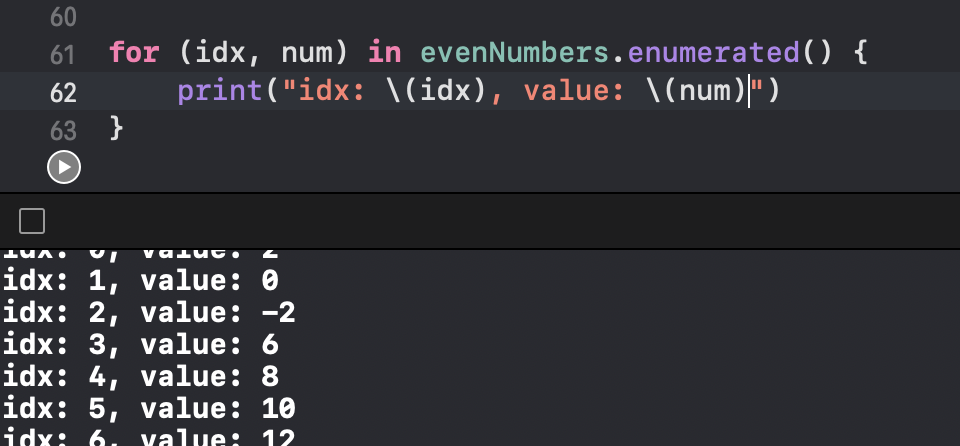 60
61 for (idx, num) in evenNumbers.enumerated() {
62     print("idx: \(idx), value: \(num)")
63 }
idx: 0, value: 2
idx: 1, value: 0
idx: 2, value: -2
idx: 3, value: 6
idx: 4, value: 8
idx: 5, value: 10
idx: 6, value: 12